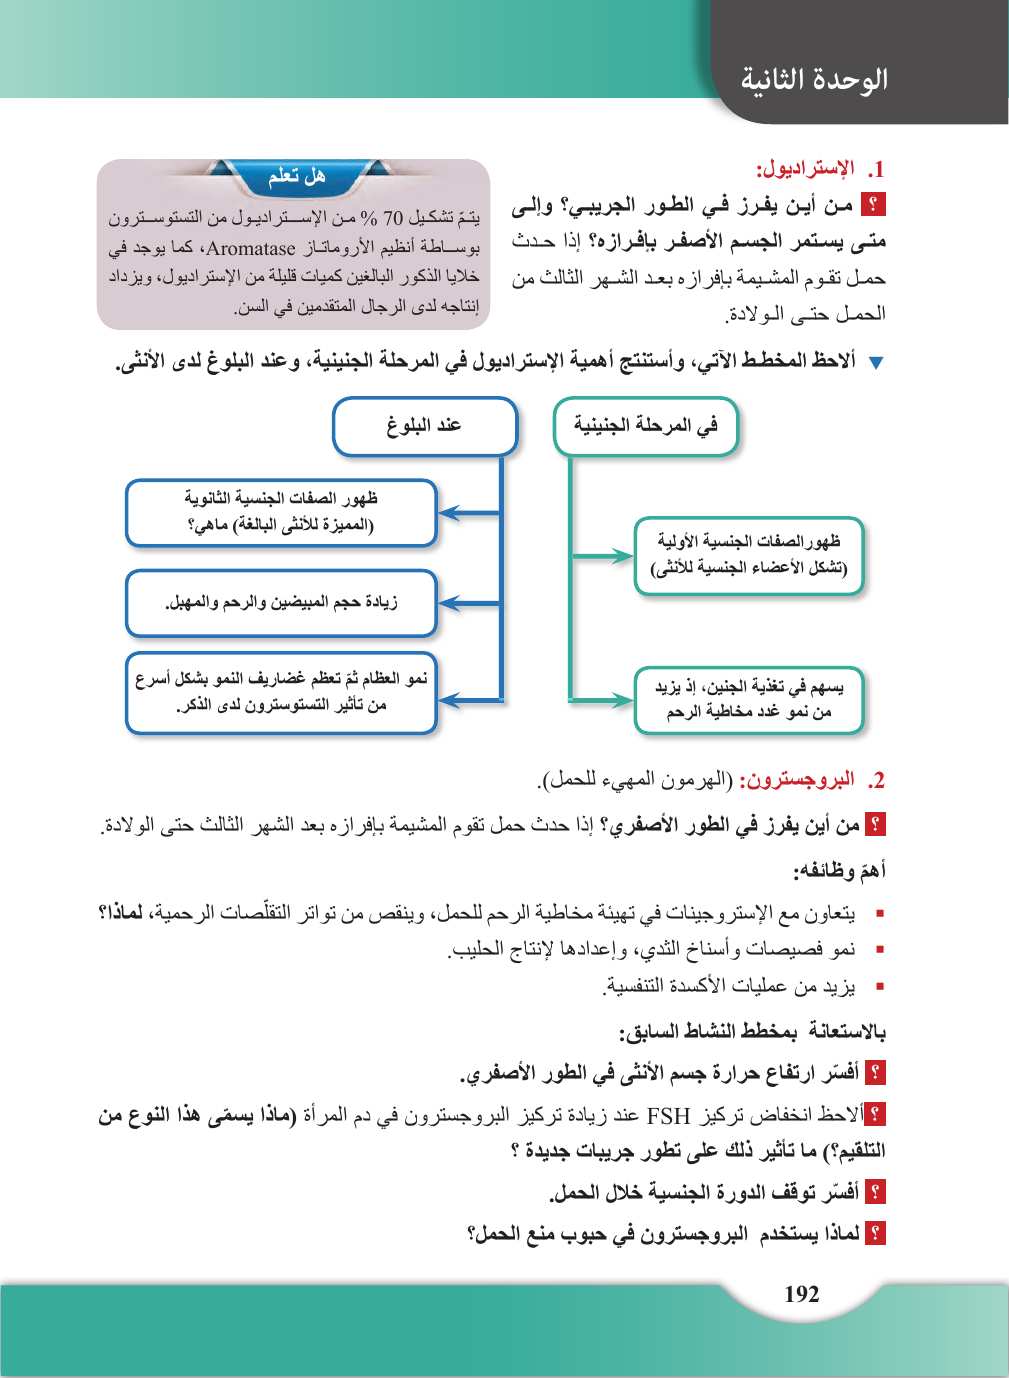 الوحدة الثانية
1. الإستراديول:
؟ من أين يفرز في الطور الجريبي؟ وإلى
متى يستمر الجسم الأصفر بإفرازه؟ إذا حدث
حمل تقوم المشيمة بإفرازه بعد الشهر الثالث من
الحمل حتى الولادة.
هل تعلم
يتمّ تشكيل 70 % من الإستراديول من التستوسترون
بوساطة أنظيم الأروماتاز Aromatase، كما يوجد في
خلايا الذكور البالغين كميات قليلة من الإستراديول، ويزداد
إنتاجه لدى الرجال المتقدمين في السن.
▼ ألاحظ المخطط الآتي، وأستنتج أهمية الإستراديول في المرحلة الجنينية، وعند البلوغ لدى الأنثى.
في المرحلة الجنينية
ظهورالصفات الجنسية الأولية
(تشكل الأعضاء الجنسية للأنثى)
يسهم في تغذية الجنين، إذ يزيد
من نمو غدد مخاطية الرحم
عند البلوغ
ظهور الصفات الجنسية الثانوية
(المميزة للأنثى البالغة) ماهي؟
زيادة حجم المبيضين والرحم والمهبل.
نمو العظام ثمّ تعظم غضاريف النمو بشكل أسرع
من تأثير التستوسترون لدى الذكر.
2. البروجسترون: (الهرمون المهيء للحمل).
؟ من أين يفرز في الطور الأصفري؟ إذا حدث حمل تقوم المشيمة بإفرازه بعد الشهر الثالث حتى الولادة.
أهمّ وظائفه:
▪ يتعاون مع الإستروجينات في تهيئة مخاطية الرحم للحمل، وينقص من تواتر التقلّصات الرحمية، لماذا؟
▪ نمو فصيصات وأسناخ الثدي، وإعدادها لإنتاج الحليب.
▪ يزيد من عمليات الأكسدة التنفسية.
بالاستعانة بمخطط النشاط السابق:
؟ أفسّر ارتفاع حرارة جسم الأنثى في الطور الأصفري.
؟ ألاحظ انخفاض تركيز FSH عند زيادة تركيز البروجسترون في دم المرأة (ماذا يسمّى هذا النوع من
التلقيم؟) ما تأثير ذلك على تطور جريبات جديدة ؟
؟ أفسّر توقف الدورة الجنسية خلال الحمل.
؟ لماذا يستخدم البروجسترون في حبوب منع الحمل؟
192